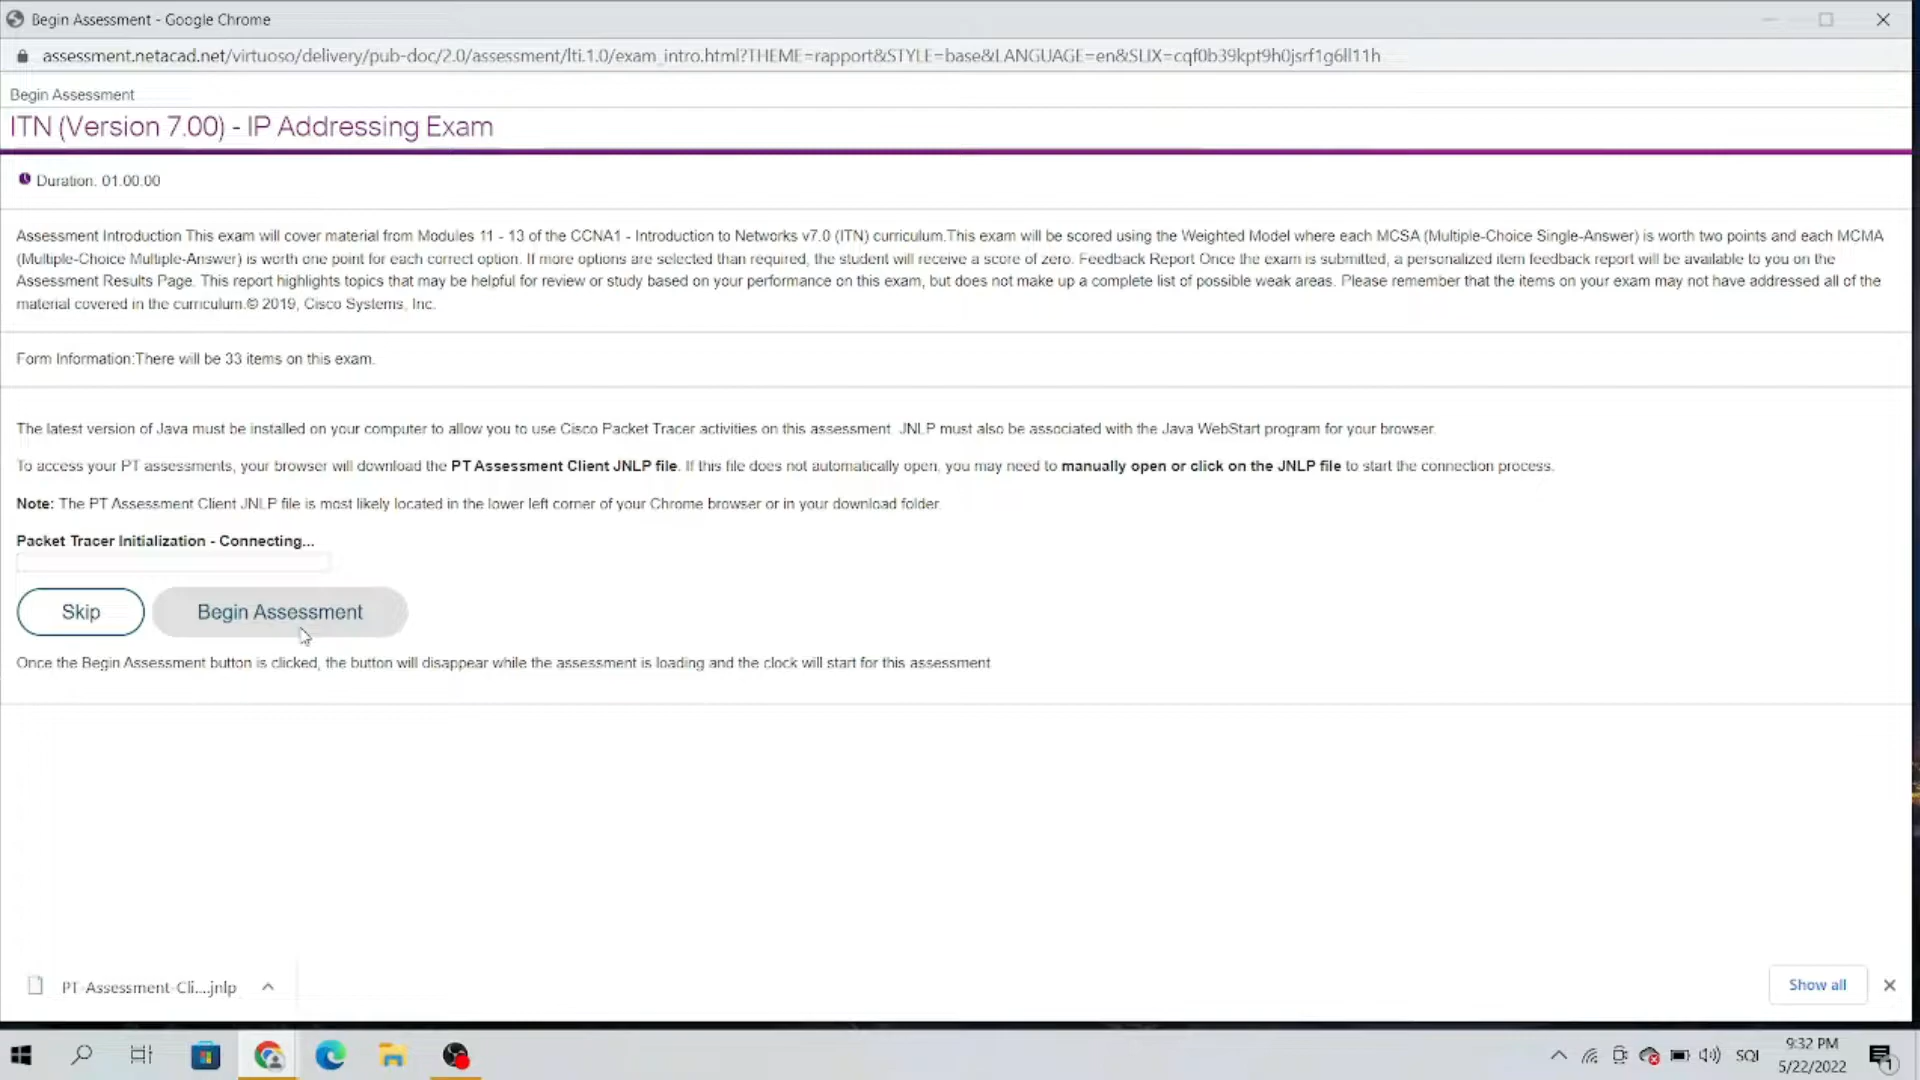 Begin Assessment - Google Chrome
assessment.netacad.net/virtuoso/delivery/pub-doc/2.0/assessment/lti.1.0/exam_intro.html?THEME=rapport&STYLE=base&LANGUAGE=en&SLIX=cqf0b39kpt9h0jsrf1g6ll11h
Begin Assessment
ITN (Version 7.00) - IP Addressing Exam
Duration: 01:00:00
Assessment Introduction This exam will cover material from Modules 11 - 13 of the CCNA1 - Introduction to Networks v7.0 (ITN) curriculum.This exam will be scored using the Weighted Model where each MCSA (Multiple-Choice Single-Answer) is worth two points and each MCMA
(Multiple-Choice Multiple-Answer) is worth one point for each correct option. If more options are selected than required, the student will receive a score of zero. Feedback Report Once the exam is submitted, a personalized item feedback report will be available to you on the
Assessment Results Page. This report highlights topics that may be helpful for review or study based on your performance on this exam, but does not make up a complete list of possible weak areas. Please remember that the items on your exam may not have addressed all of the
material covered in the curriculum.© 2019, Cisco Systems, Inc.
Form Information:There will be 33 items on this exam.
The latest version of Java must be installed on your computer to allow you to use Cisco Packet Tracer activities on this assessment. JNLP must also be associated with the Java WebStart program for your browser.
To access your PT assessments, your browser will download the PT Assessment Client JNLP file. If this file does not automatically open, you may need to manually open or click on the JNLP file to start the connection process.
Note: The PT Assessment Client JNLP file is most likely located in the lower left corner of your Chrome browser or in your download folder.
Packet Tracer Initialization - Connecting...
Skip
Begin Assessment
Once the Begin Assessment button is clicked, the button will disappear while the assessment is loading and the clock will start for this assessment
PT-Assessment-Cli....jnlp
Show all
SQI
9:32 PM
5/22/2022
1